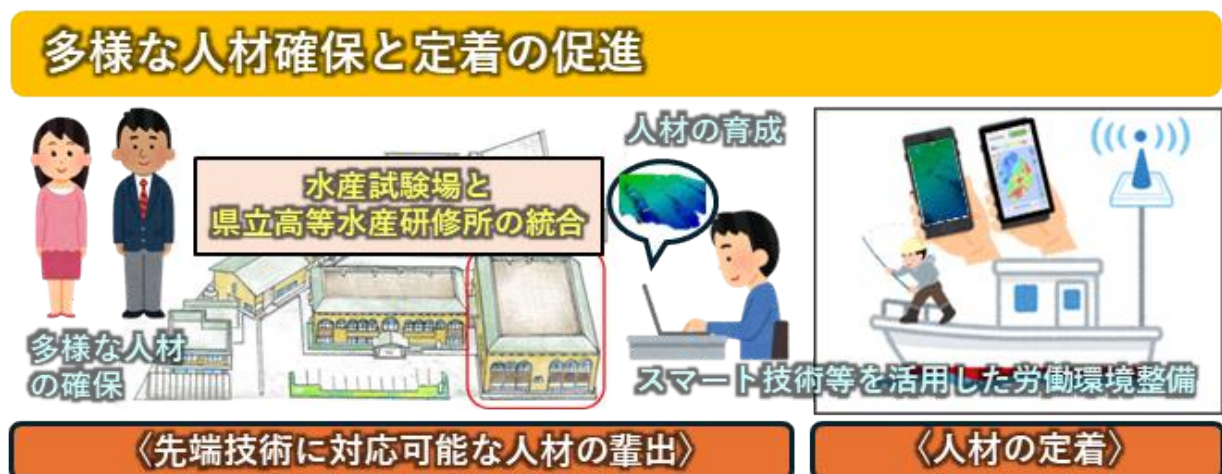 多様な人材確保と定着の促進
水産試験場と
県立高等水産研修所の統合
人材の育成
多様な人材
の確保
スマート技術等を活用した労働環境整備
〈先端技術に対応可能な人材の輩出〉
〈人材の定着〉